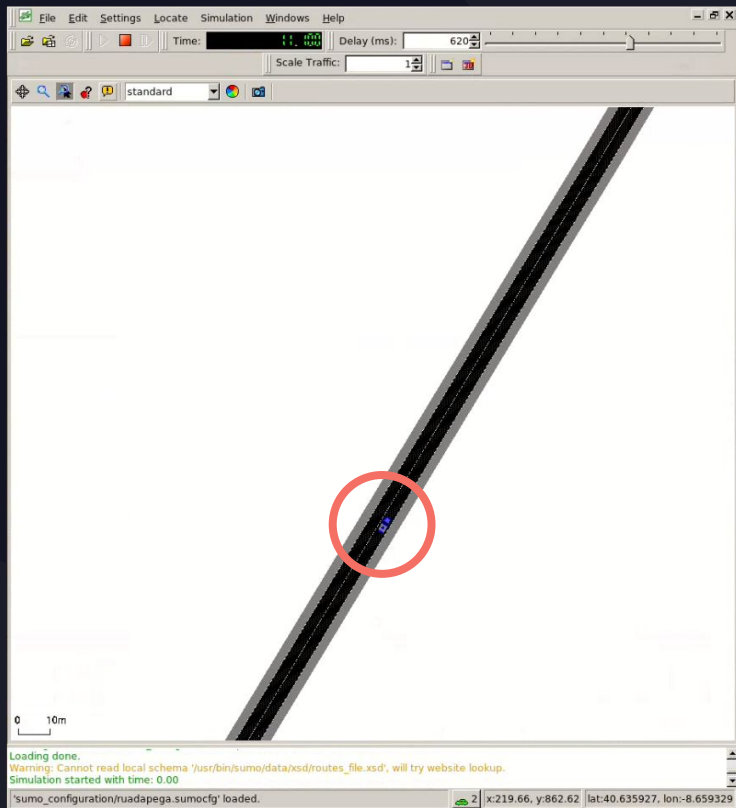 File Edit Settings Locate Simulation Windows Help
Time: 11.00 Delay (ms): 620
Scale Traffic: 1
standard
0 10m
Loading done.
Warning: Cannot read local schema '/usr/bin/sumo/data/xsd/routes_file.xsd', will try website lookup.
Simulation started with time: 0.00
'sumo_configuration/ruadapega.sumocfg' loaded. 2 x:219.66, y:862.62 lat:40.635927, lon:-8.659329